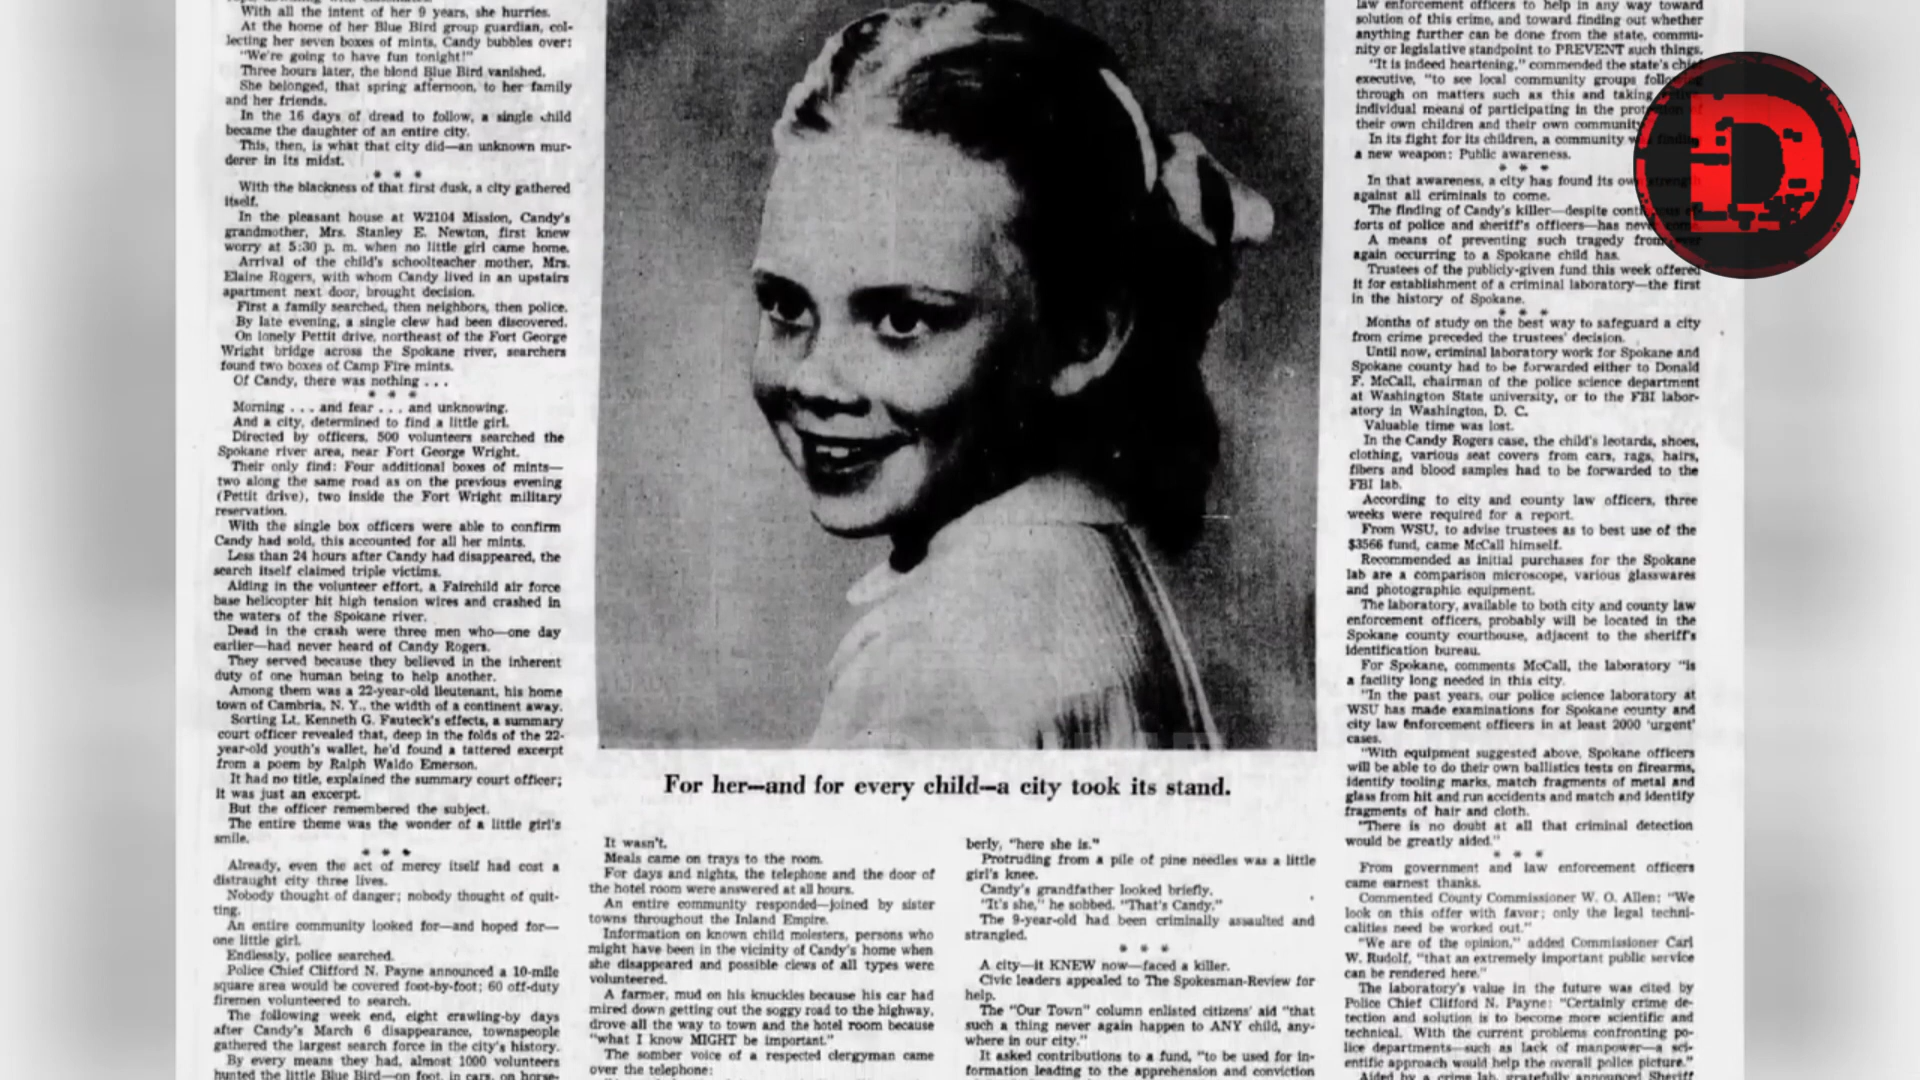 With all the intent of her 9 years, she hurries.
At the home of her Blue Bird group guardian, col-
lecting her seven boxes of mints, Candy bubbles over:
"We're going to have fun tonight!"
Three hours later, the blond Blue Bird vanished.
She belonged, that spring afternoon, to her family
and her friends.
In the 16 days of dread to follow, a single child
became the daughter of an entire city.
This, then, is what that city did—an unknown mur-
derer in its midst.
* * *
With the blackness of that first dusk, a city gathered
itself.
In the pleasant house at W2104 Mission, Candy's
grandmother, Mrs. Stanley E. Newton, first knew
worry at 5:30 p. m. when no little girl came home.
Arrival of the child's schoolteacher mother, Mrs.
Elaine Rogers, with whom Candy lived in an upstairs
apartment next door, brought decision.
First a family searched, then neighbors, then police.
By late evening, a single clew had been discovered.
On lonely Pettit drive, northeast of the Fort George
Wright bridge across the Spokane river, searchers
found two boxes of Camp Fire mints.
Of Candy, there was nothing . . .
* * *
Morning . . . and fear . . . and unknowing.
And a city, determined to find a little girl.
Directed by officers, 500 volunteers searched the
Spokane river area, near Fort George Wright.
Their only find: Four additional boxes of mints—
two along the same road as on the previous evening
(Pettit drive), two inside the Fort Wright military
reservation.
With the single box officers were able to confirm
Candy had sold, this accounted for all her mints.
Less than 24 hours after Candy had disappeared, the
search itself claimed triple victims.
Aiding in the volunteer effort, a Fairchild air force
base helicopter hit high tension wires and crashed in
the waters of the Spokane river.
Dead in the crash were three men who—one day
earlier—had never heard of Candy Rogers.
They served because they believed in the inherent
duty of one human being to help another.
Among them was a 22-year-old lieutenant, his home
town of Cambria, N. Y., the width of a continent away.
Sorting Lt. Kenneth G. Fauteck's effects, a summary
court officer revealed that, deep in the folds of the 22-
year-old youth's wallet, he'd found a tattered excerpt
from a poem by Ralph Waldo Emerson.
It had no title, explained the summary court officer;
it was just an excerpt.
But the officer remembered the subject.
The entire theme was the wonder of a little girl's
smile.
* * *
Already, even the act of mercy itself had cost a
distraught city three lives.
Nobody thought of danger; nobody thought of quit-
ting.
An entire community looked for—and hoped for—
one little girl.
Endlessly, police searched.
Police Chief Clifford N. Payne announced a 10-mile
square area would be covered foot-by-foot; 60 off-duty
firemen volunteered to search.
The following week end, eight crawling-by days
after Candy's March 6 disappearance, townspeople
gathered the largest search force in the city's history.
By every means they had, almost 1000 volunteers
hunted the little Blue Bird—on foot, in cars, on horse-
For her—and for every child—a city took its stand.
It wasn't.
Meals came on trays to the room.
For days and nights, the telephone and the door of
the hotel room were answered at all hours.
An entire community responded—joined by sister
towns throughout the Inland Empire.
Information on known child molesters, persons who
might have been in the vicinity of Candy's home when
she disappeared and possible clews of all types were
volunteered.
A farmer, mud on his knuckles because his car had
mired down getting out the soggy road to the highway,
drove all the way to town and the hotel room because
"what I know MIGHT be important."
The somber voice of a respected clergyman came
over the telephone:
berly, "here she is."
Protruding from a pile of pine needles was a little
girl's knee.
Candy's grandfather looked briefly.
"It's she," he sobbed. "That's Candy."
The 9-year-old had been criminally assaulted and
strangled.
* * *
A city—it KNEW now—faced a killer.
Civic leaders appealed to The Spokesman-Review for
help.
The "Our Town" column enlisted citizens' aid "that
such a thing never again happen to ANY child, any-
where in our city."
It asked contributions to a fund, "to be used for in-
formation leading to the apprehension and conviction
law enforcement officers to help in any way toward
solution of this crime, and toward finding out whether
anything further can be done from the state, commu-
nity or legislative standpoint to PREVENT such things.
"It is indeed heartening," commended the state's chief
executive, "to see local community groups following
through on matters such as this and taking
individual means of participating in the protection of
their own children and their own community
In its fight for its children, a community was finding
a new weapon: Public awareness.
* * *
In that awareness, a city has found its own strength
against all criminals to come.
The finding of Candy's killer—despite continuous ef-
forts of police and sheriff's officers—has never come.
A means of preventing such tragedy from ever
again occurring to a Spokane child has.
Trustees of the publicly-given fund this week offered
it for establishment of a criminal laboratory—the first
in the history of Spokane.
* * *
Months of study on the best way to safeguard a city
from crime preceded the trustees' decision.
Until now, criminal laboratory work for Spokane and
Spokane county had to be forwarded either to Donald
F. McCall, chairman of the police science department
at Washington State university, or to the FBI labor-
atory in Washington, D. C.
Valuable time was lost.
In the Candy Rogers case, the child's leotards, shoes,
clothing, various seat covers from cars, rags, hairs,
fibers and blood samples had to be forwarded to the
FBI lab.
According to city and county law officers, three
weeks were required for a report.
From WSU, to advise trustees as to best use of the
$3566 fund, came McCall himself.
Recommended as initial purchases for the Spokane
lab are a comparison microscope, various glasswares
and photographic equipment.
The laboratory, available to both city and county law
enforcement officers, probably will be located in the
Spokane county courthouse, adjacent to the sheriff's
identification bureau.
For Spokane, comments McCall, the laboratory "is
a facility long needed in this city.
"In the past years, our police science laboratory at
WSU has made examinations for Spokane county and
city law enforcement officers in at least 2000 'urgent'
cases.
"With equipment suggested above, Spokane officers
will be able to do their own ballistics tests on firearms,
identify tooling marks, match fragments of metal and
glass from hit and run accidents and match and identify
fragments of hair and cloth.
"There is no doubt at all that criminal detection
would be greatly aided."
* * *
From government and law enforcement officers
came earnest thanks.
Commented County Commissioner W. O. Allen: "We
look on this offer with favor; only the legal techni-
calities need be worked out."
"We are of the opinion," added Commissioner Carl
W. Rudolf, "that an extremely important public service
can be rendered here."
The laboratory's value in the future was cited by
Police Chief Clifford N. Payne: "Certainly crime de-
tection and solution is to become more scientific and
technical. With the current problems confronting po-
lice departments—such as lack of manpower—a sci-
entific approach would help the overall police picture."
Aided by a crime lab, gratefully announced Sheriff
D